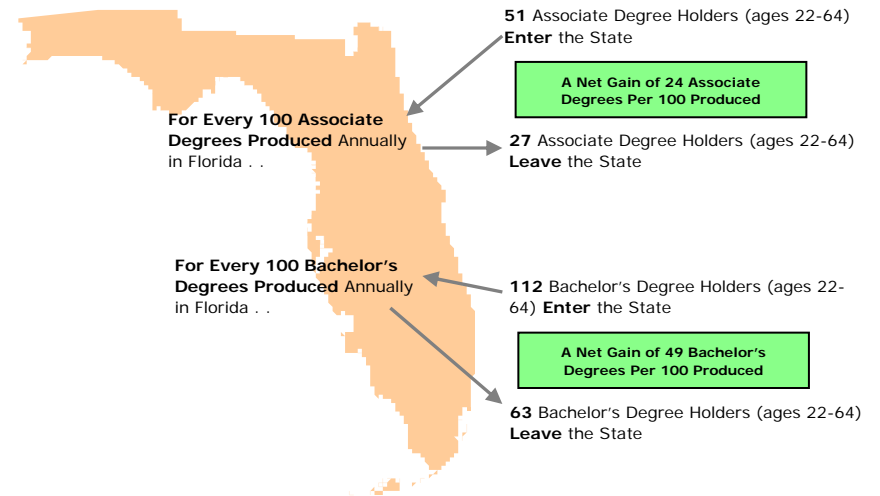 51 Associate Degree Holders (ages 22-64)
Enter the State
A Net Gain of 24 Associate
Degrees Per 100 Produced
For Every 100 Associate
Degrees Produced Annually
in Florida . .
27 Associate Degree Holders (ages 22-64)
Leave the State
For Every 100 Bachelor's
Degrees Produced Annually
in Florida . .
112 Bachelor's Degree Holders (ages 22-
64) Enter the State
A Net Gain of 49 Bachelor's
Degrees Per 100 Produced
63 Bachelor's Degree Holders (ages 22-64)
Leave the State